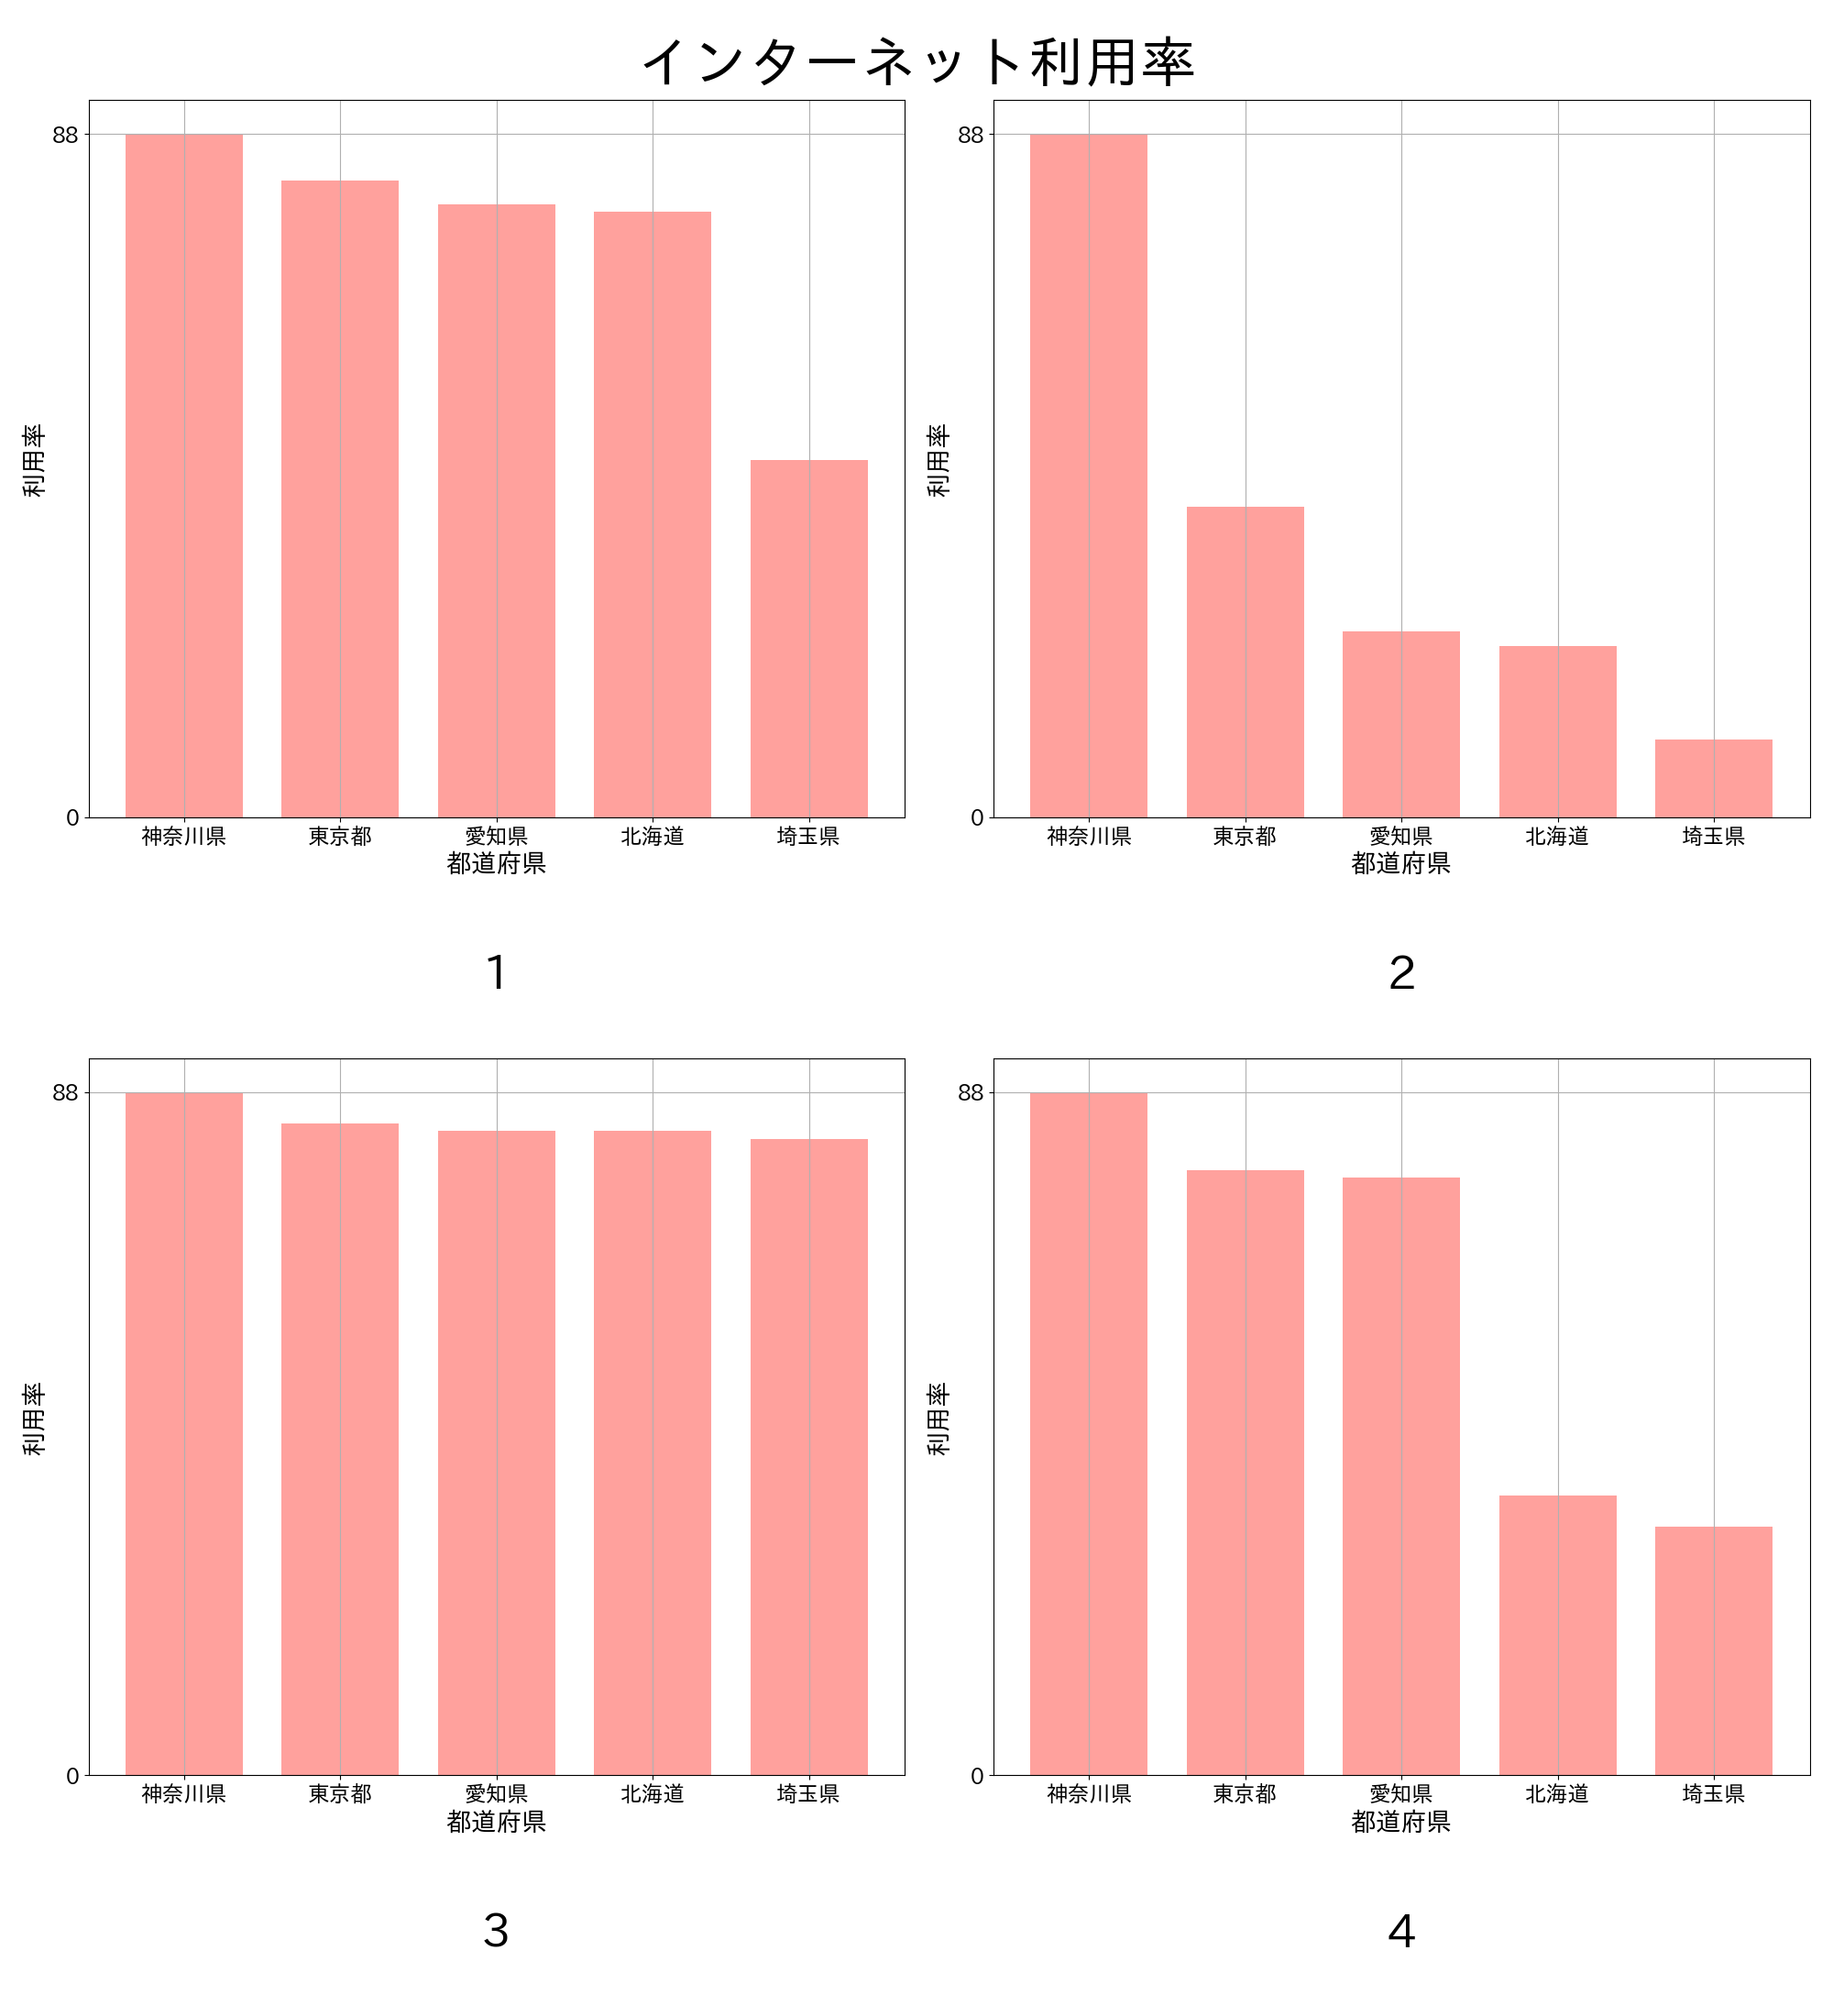 インターネット利用率
88
0
利用率
神奈川県 東京都 愛知県 北海道 埼玉県
都道府県
1
88
0
利用率
神奈川県 東京都 愛知県 北海道 埼玉県
都道府県
2
88
0
利用率
神奈川県 東京都 愛知県 北海道 埼玉県
都道府県
3
88
0
利用率
神奈川県 東京都 愛知県 北海道 埼玉県
都道府県
4